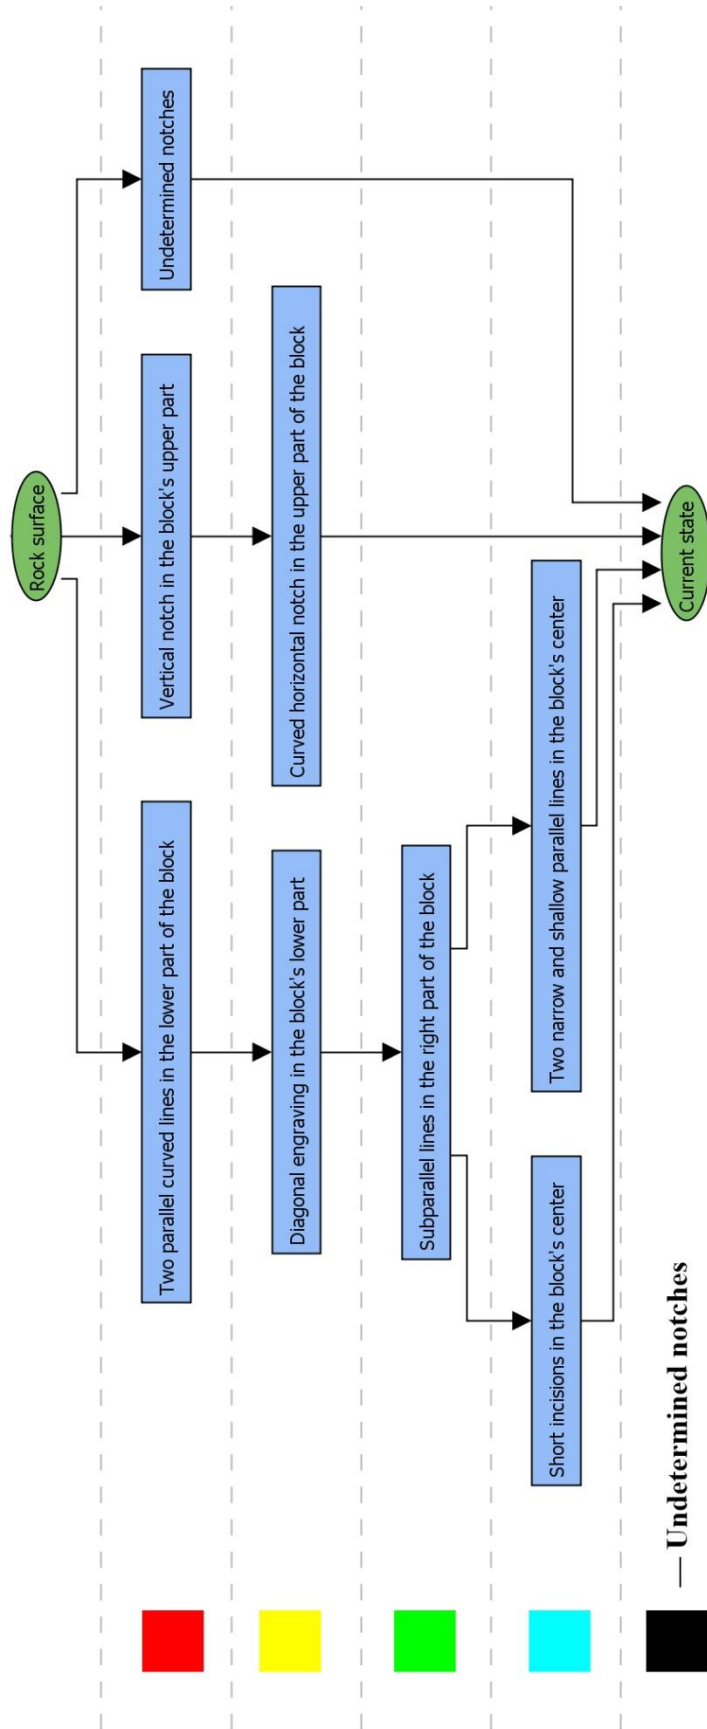 Rock surface
Two parallel curved lines in the lower part of the block
Vertical notch in the block's upper part
Undetermined notches
Diagonal engraving in the block's lower part
Curved horizontal notch in the upper part of the block
Subparallel lines in the right part of the block
Short incisions in the block's center
Two narrow and shallow parallel lines in the block's center
Current state
— Undetermined notches